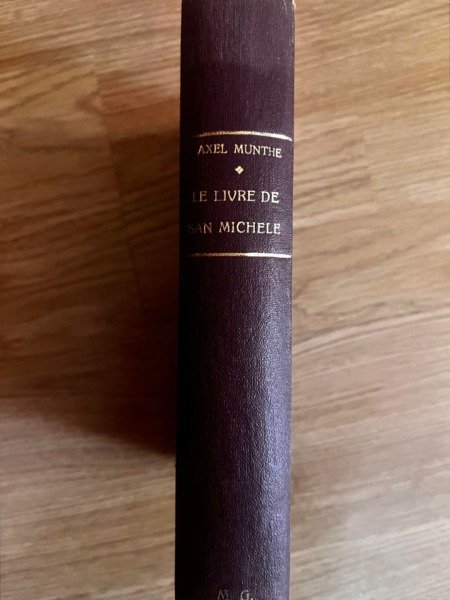 AXEL MUNTHE
LE LIVRE DE
SAN MICHELE
G.